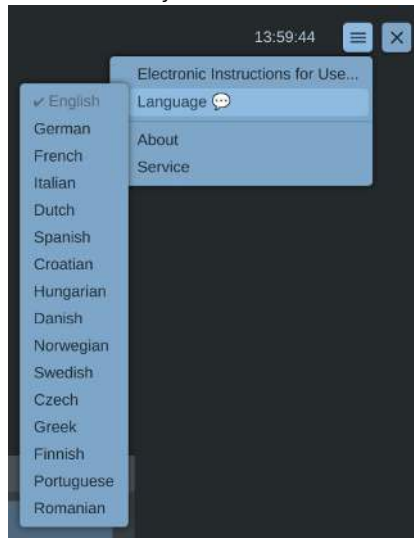 13:59:44
Electronic Instructions for Use...
Language 💬
About
Service
✔ English
German
French
Italian
Dutch
Spanish
Croatian
Hungarian
Danish
Norwegian
Swedish
Czech
Greek
Finnish
Portuguese
Romanian